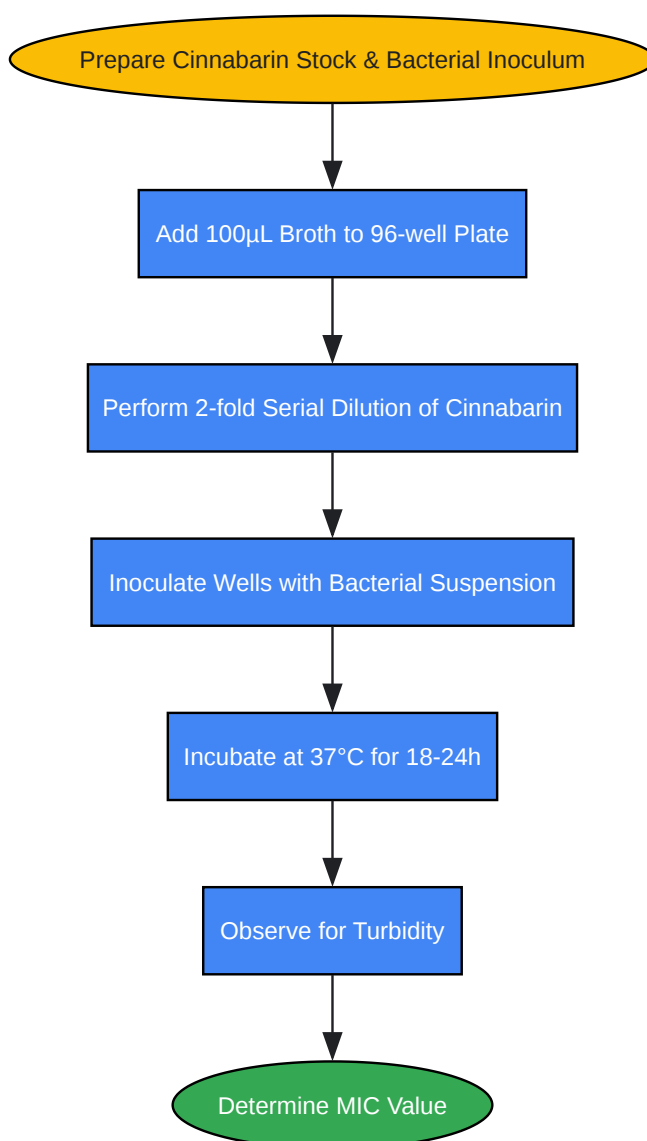 Prepare Cinnabarin Stock & Bacterial Inoculum
Add 100µL Broth to 96-well Plate
Perform 2-fold Serial Dilution of Cinnabarin
Inoculate Wells with Bacterial Suspension
Incubate at 37°C for 18-24h
Observe for Turbidity
Determine MIC Value